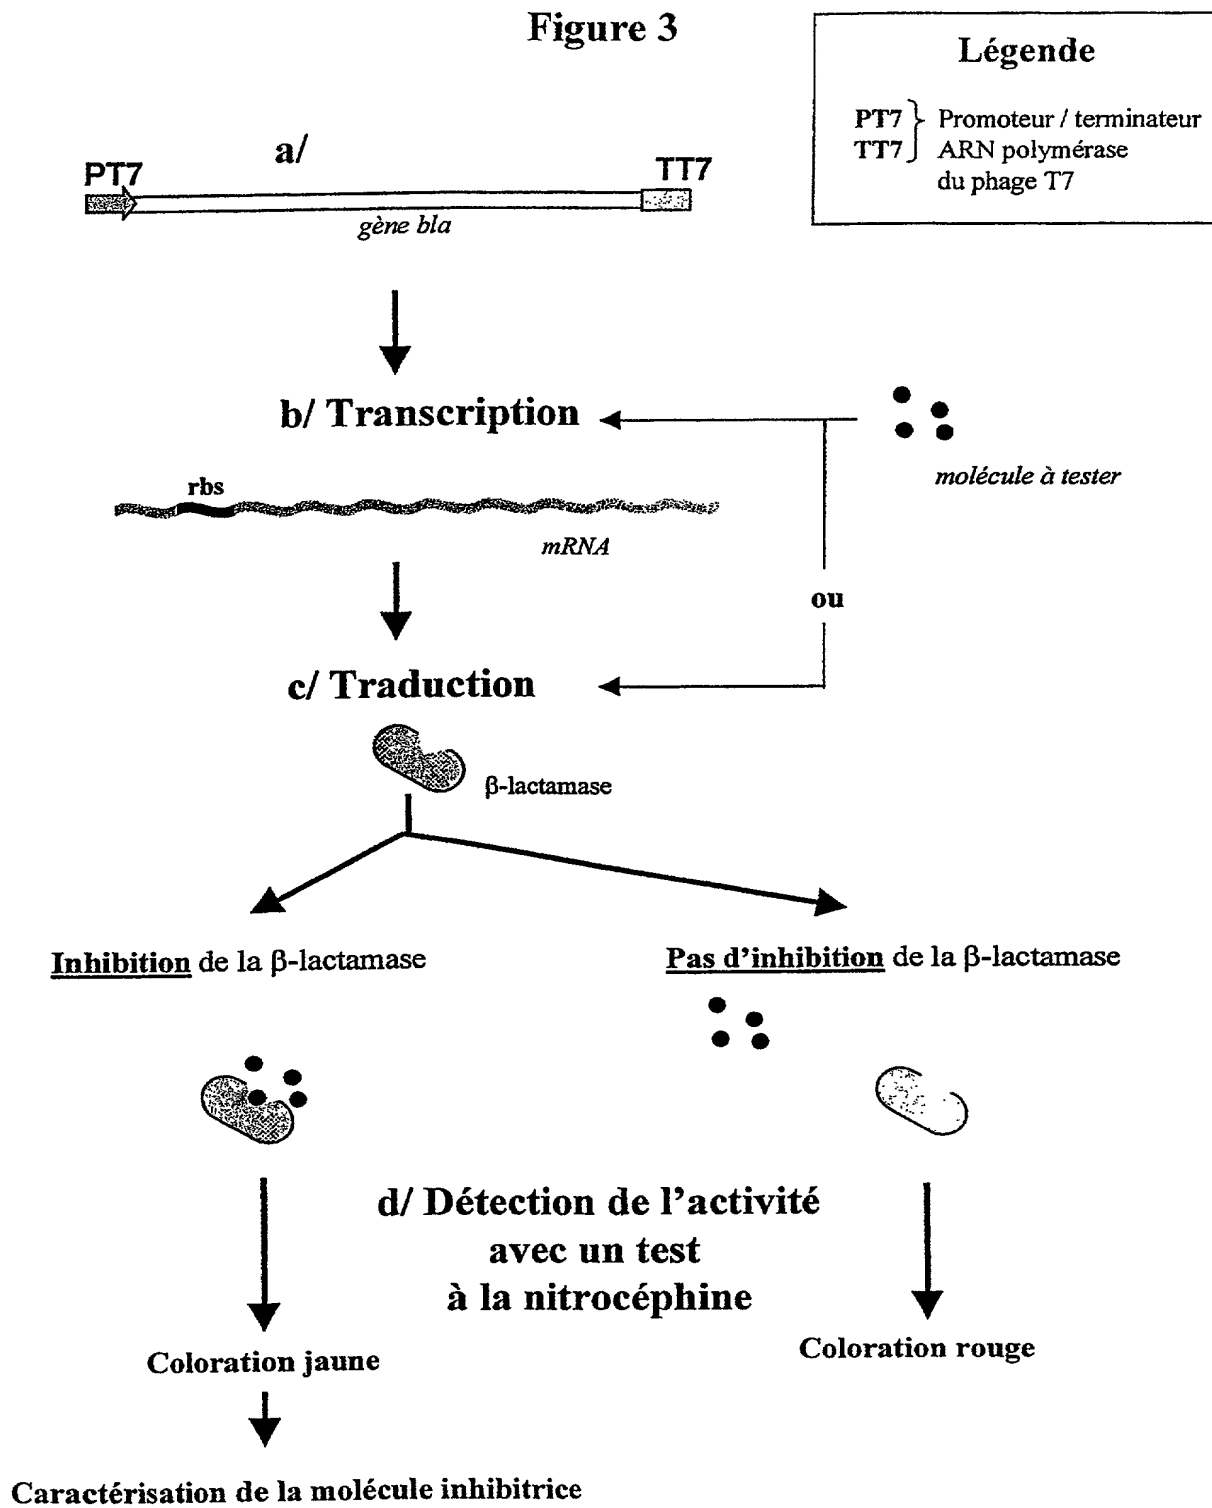 Figure 3
Légende
PT7 } Promoteur / terminateur
TT7 ARN polymérase
du phage T7
a/
PT7
TT7
gène bla
b/ Transcription
molécule à tester
rbs
mRNA
ou
c/ Traduction
β-lactamase
Inhibition de la β-lactamase
Pas d'inhibition de la β-lactamase
d/ Détection de l'activité
avec un test
à la nitrocéphine
Coloration jaune
Coloration rouge
Caractérisation de la molécule inhibitrice